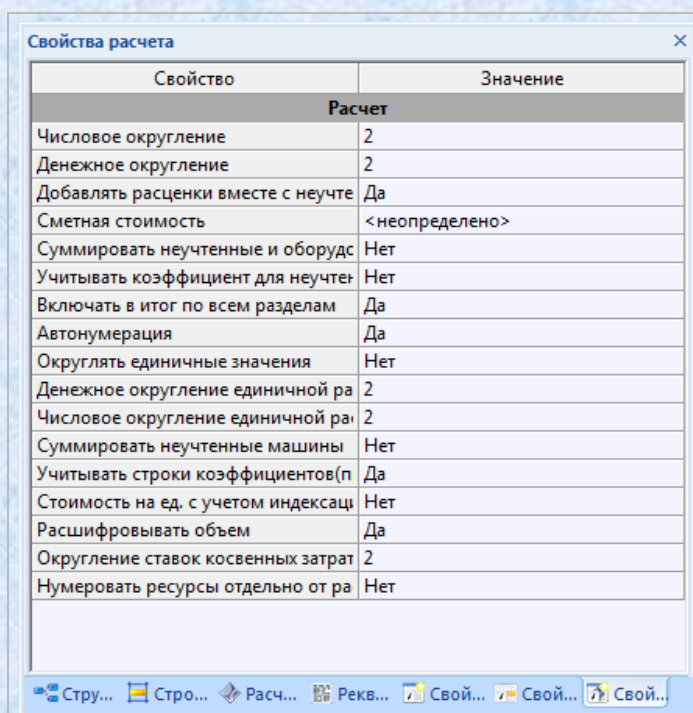 Свойства расчета
Свойство Значение
Расчет
Числовое округление 2
Денежное округление 2
Добавлять расценки вместе с неучте Да
Сметная стоимость <неопределено>
Суммировать неучтенные и оборудс Нет
Учитывать коэффициент для неучтен Нет
Включать в итог по всем разделам Да
Автонумерация Да
Округлять единичные значения Нет
Денежное округление единичной ра 2
Числовое округление единичной ра 2
Суммировать неучтенные машины Нет
Учитывать строки коэффициентов(п Да
Стоимость на ед. с учетом индексаци Нет
Расшифровывать объем Да
Округление ставок косвенных затрат 2
Нумеровать ресурсы отдельно от ра Нет
Стру... Стро... Расч... Рекв... Свой... Свой... Свой...